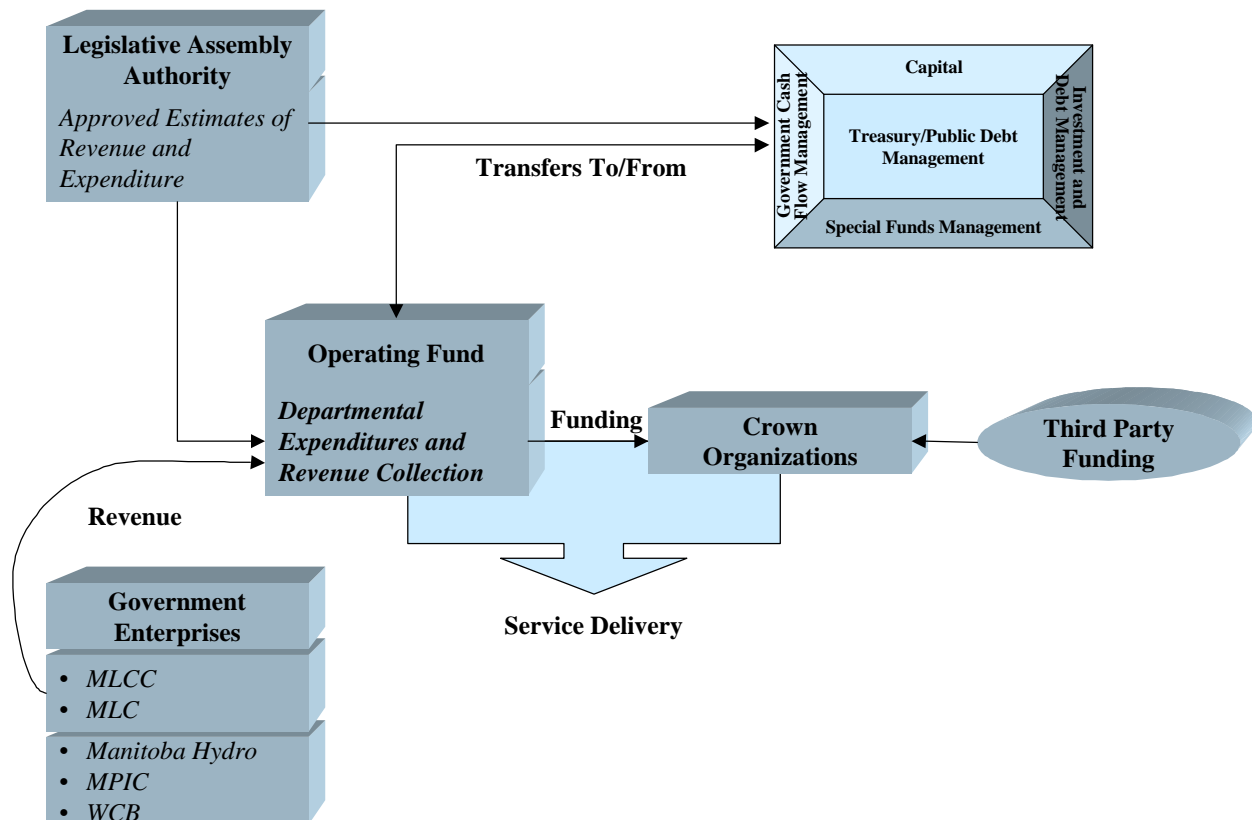 Legislative Assembly
Authority
Approved Estimates of
Revenue and
Expenditure
Capital
Government Cash
Flow Management
Treasury/Public Debt
Management
Investment and
Debt Management
Special Funds Management
Transfers To/From
Operating Fund
Departmental
Expenditures and
Revenue Collection
Funding
Crown
Organizations
Third Party
Funding
Revenue
Service Delivery
Government
Enterprises
• MLCC
• MLC
• Manitoba Hydro
• MPIC
• WCB